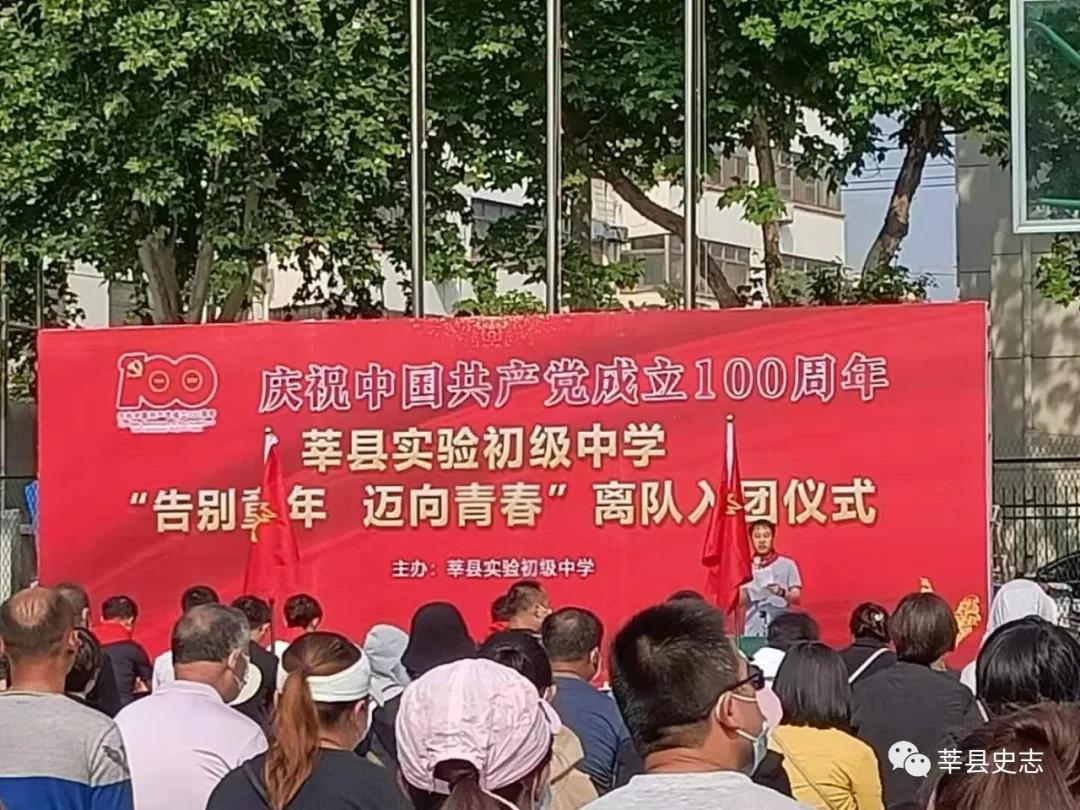 100
庆祝中国共产党成立100周年
莘县实验初级中学
“告别童年 迈向青春”离队入团仪式
主办：莘县实验初级中学
莘县史志